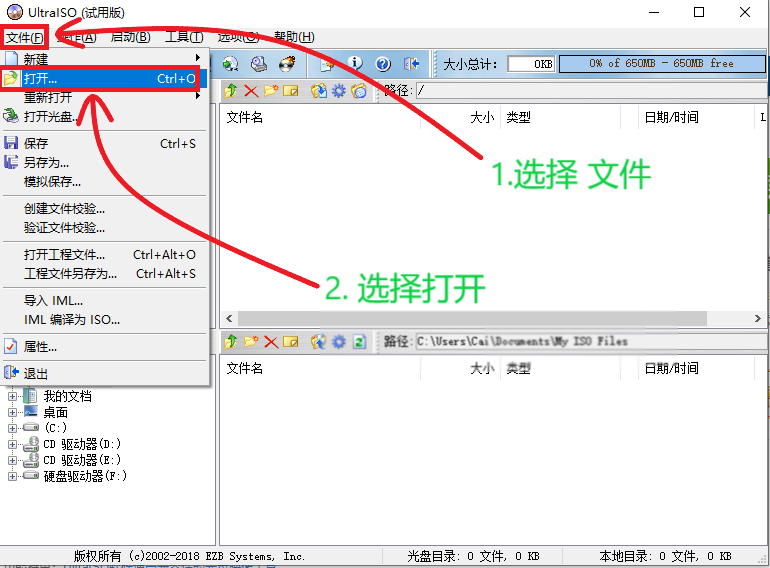 UltraISO (试用版)
文件(F) 操作(A) 启动(B) 工具(T) 选项(O) 帮助(H)
新建
打开... Ctrl+O
重新打开
打开光盘...
保存 Ctrl+S
另存为...
模拟保存...
创建文件校验...
验证文件校验...
打开工程文件... Ctrl+Alt+O
工程文件另存为... Ctrl+Alt+S
导入 IML...
IML 编译为 ISO...
属性...
退出
大小总计: 0KB 0% of 650MB - 650MB free
路径: /
文件名 大小 类型 日期/时间 L
1.选择 文件
2. 选择打开
路径: C:\Users\Cai\Documents\My ISO Files
文件名 大小 类型 日期/时间
我的文档
桌面
(C:)
CD 驱动器(D:)
CD 驱动器(E:)
硬盘驱动器(F:)
版权所有 (c)2002-2018 EZB Systems, Inc. 光盘目录: 0 文件, 0 KB 本地目录: 0 文件, 0 KB